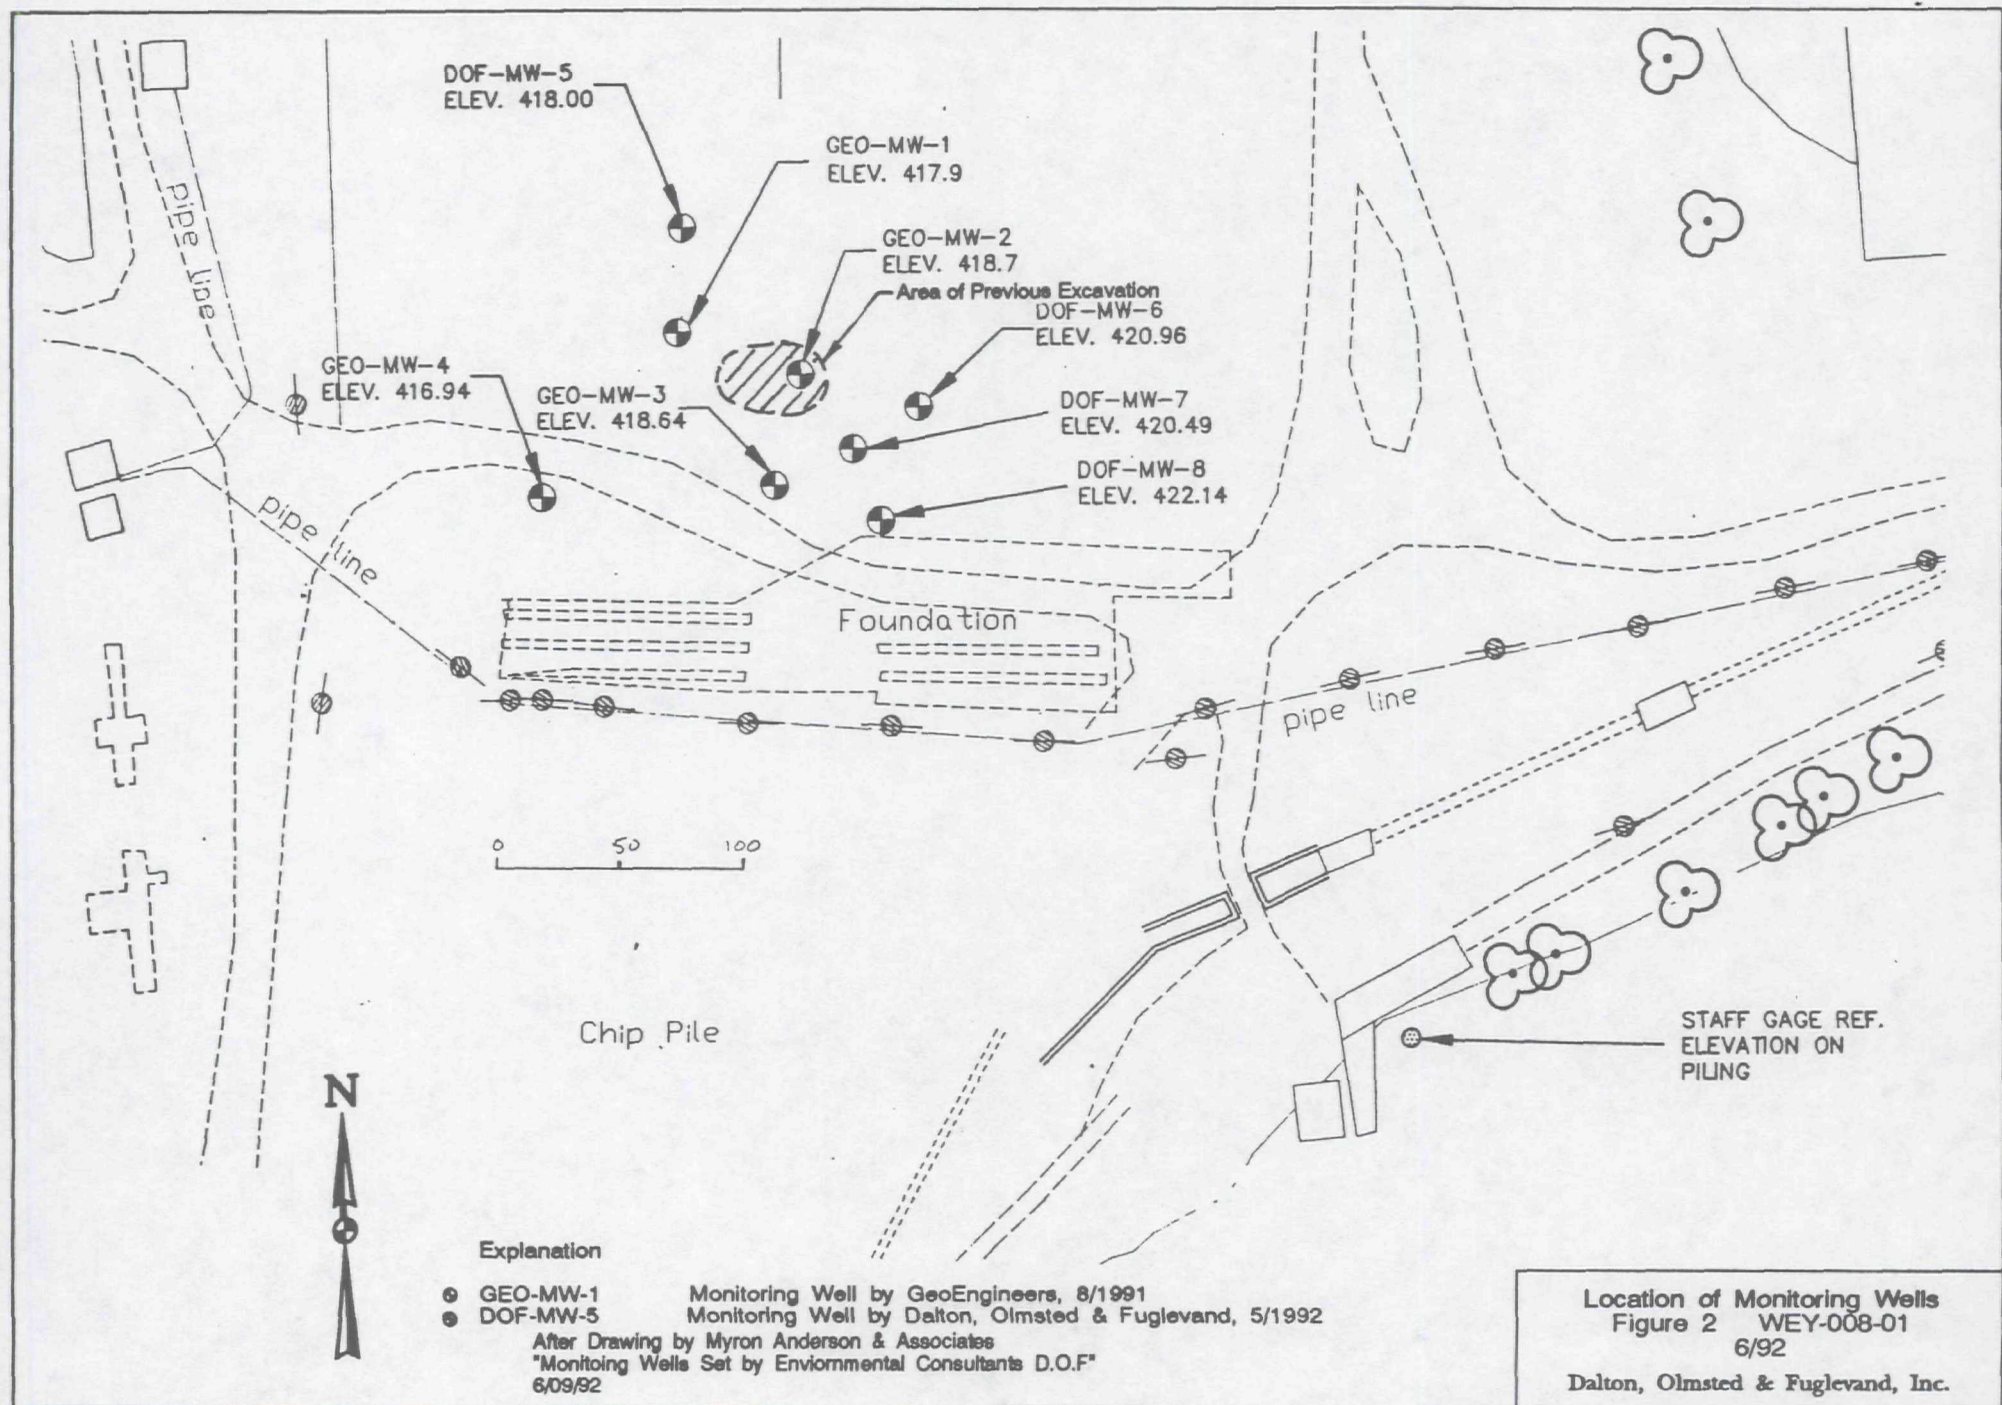 DOF-MW-5
ELEV. 418.00
GEO-MW-1
ELEV. 417.9
GEO-MW-2
ELEV. 418.7
Area of Previous Excavation
DOF-MW-6
ELEV. 420.96
pipe line
GEO-MW-4
ELEV. 416.94
GEO-MW-3
ELEV. 418.64
DOF-MW-7
ELEV. 420.49
DOF-MW-8
ELEV. 422.14
pipe line
Foundation
pipe line
0 50 100
Chip Pile
STAFF GAGE REF.
ELEVATION ON
PILING
N
Explanation
GEO-MW-1 Monitoring Well by GeoEngineers, 8/1991
DOF-MW-5 Monitoring Well by Dalton, Olmsted & Fuglevand, 5/1992
After Drawing by Myron Anderson & Associates
"Monitoing Wells Set by Enviornmental Consultants D.O.F"
6/09/92
Location of Monitoring Wells
Figure 2 WEY-008-01
6/92
Dalton, Olmsted & Fuglevand, Inc.